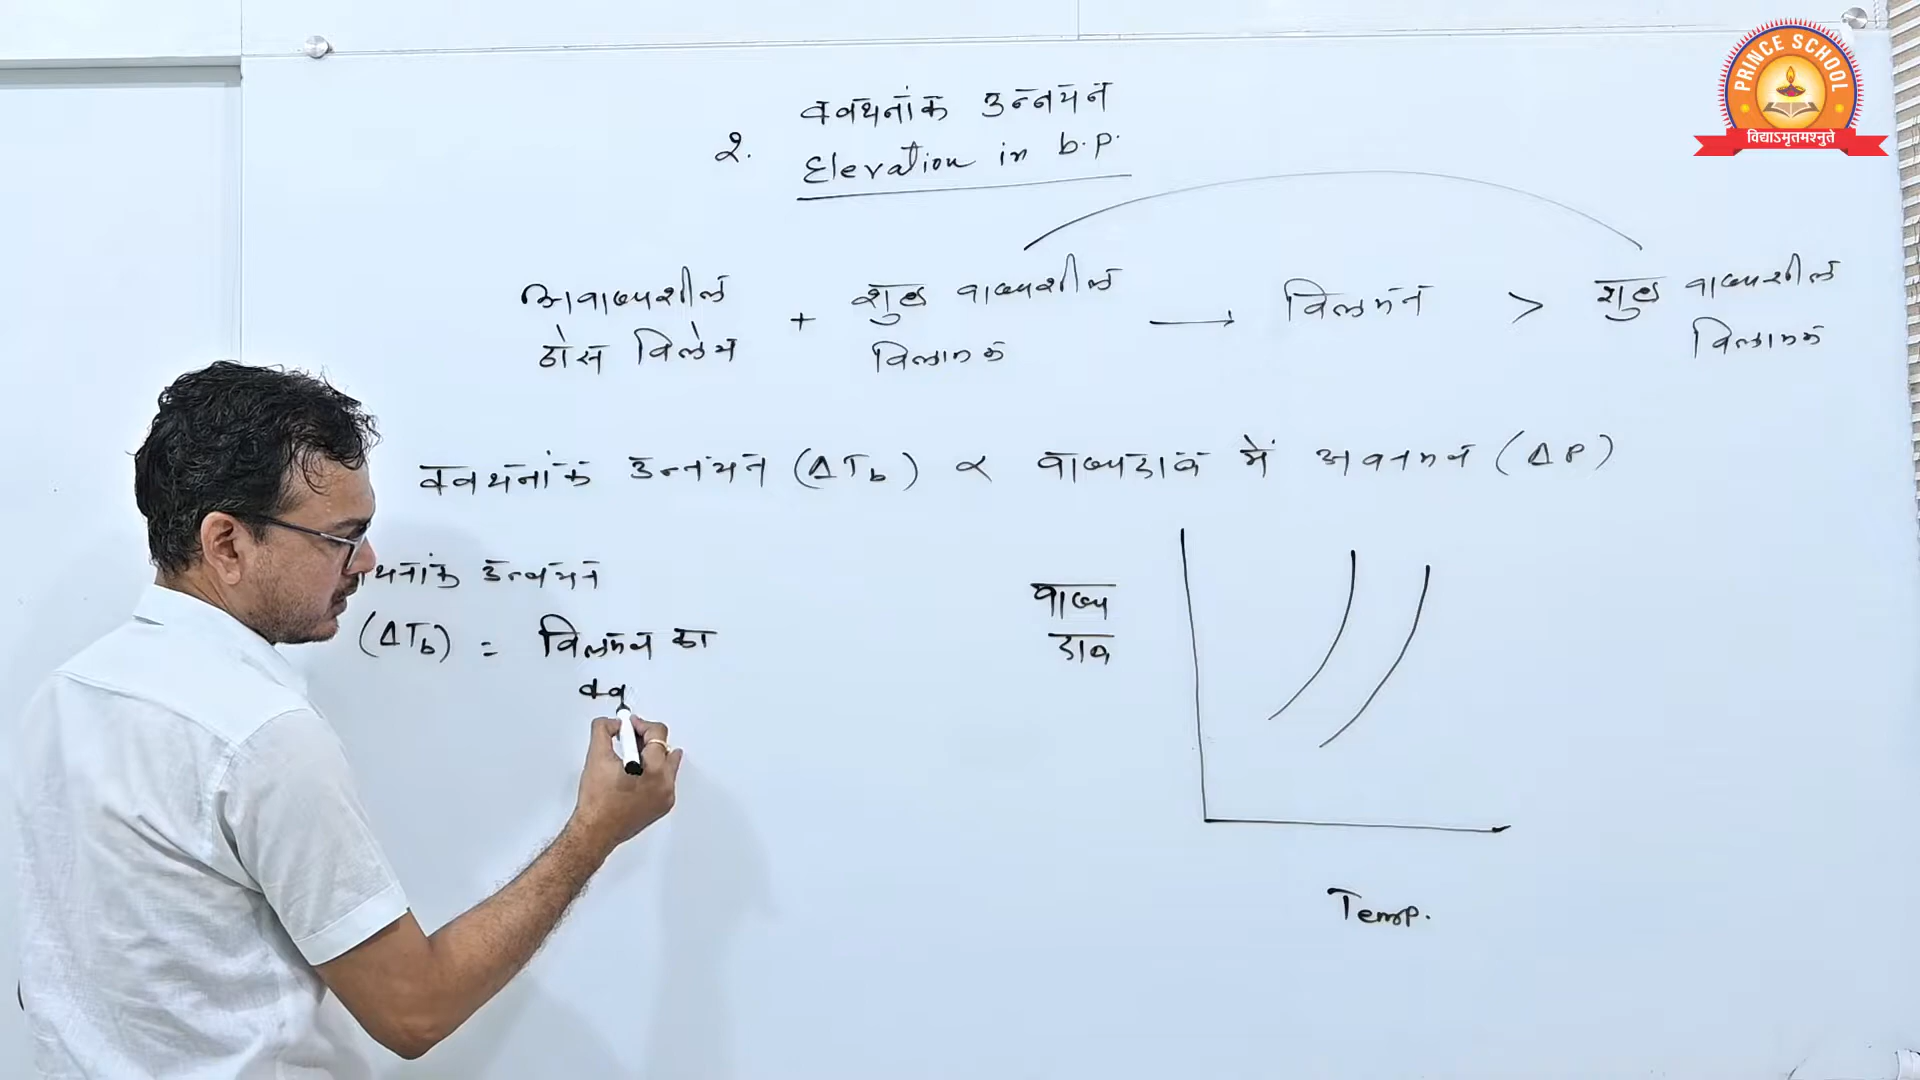 PRINCE SCHOOL
विद्याऽमृतमश्नुते
2.
क्वथनांक उन्नयन
Elevation in b.p.
अवाष्पशील + शुद्ध वाष्पशील → विलयन > शुद्ध वाष्पशील
ठोस विलेय विलायक विलायक
क्वथनांक उन्नयन (ΔTb) ∝ वाष्पदाब में अवनमन (ΔP)
थनांक उन्नयन
(ΔTb) = विलयन का
क्व
वाष्प
दाब
Temp.